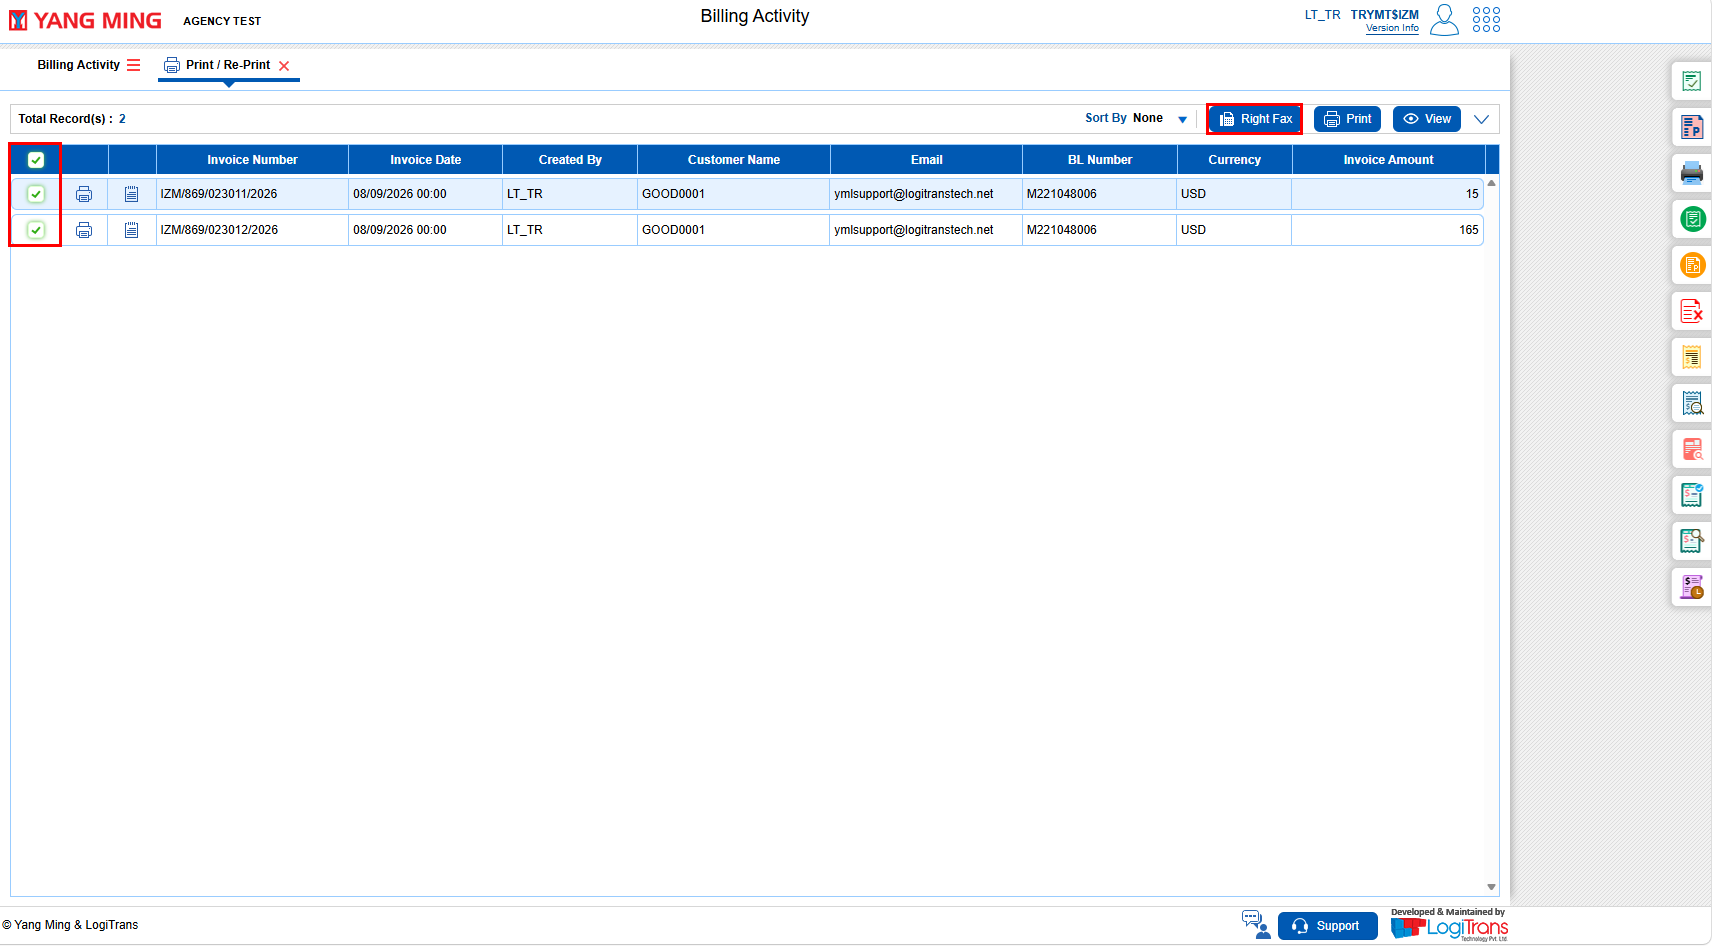 YANG MING AGENCY TEST Billing Activity LT_TR TRYMT$IZM
Version Info
Billing Activity Print / Re-Print
Total Record(s) : 2 Sort By None Right Fax Print View
Invoice Number Invoice Date Created By Customer Name Email BL Number Currency Invoice Amount
IZM/869/023011/2026 08/09/2026 00:00 LT_TR GOOD0001 ymlsupport@logitranstech.net M221048006 USD 15
IZM/869/023012/2026 08/09/2026 00:00 LT_TR GOOD0001 ymlsupport@logitranstech.net M221048006 USD 165
© Yang Ming & LogiTrans Support Developed & Maintained by
LogiTrans
Technology Pvt. Ltd.